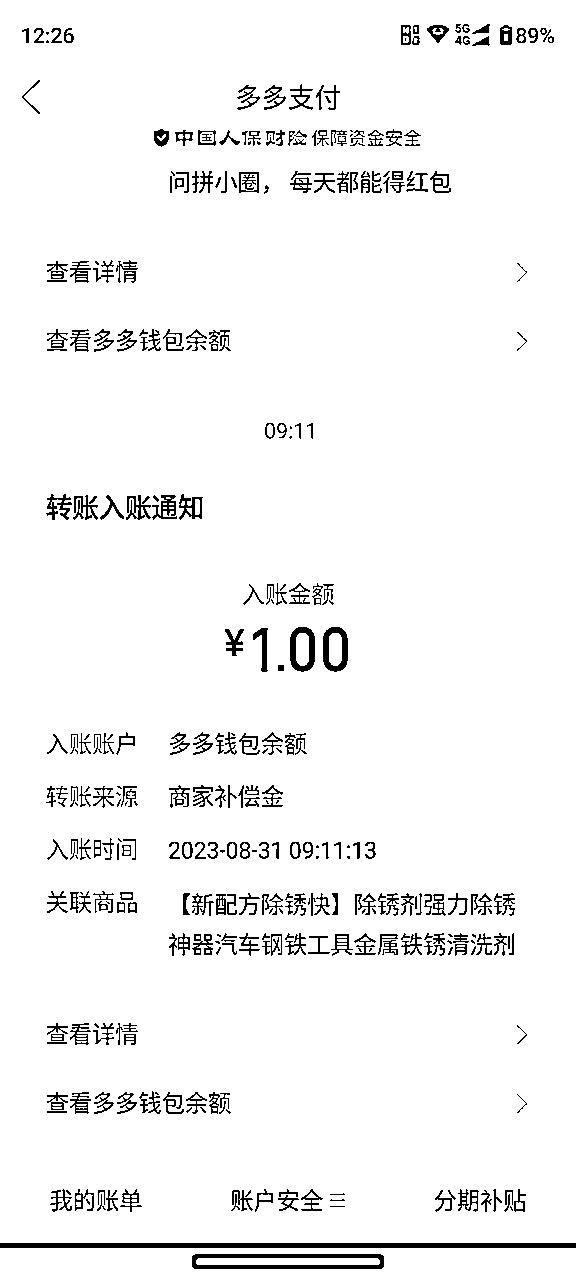 12:26 5G 4G 89%
多多支付
中国人保财险 保障资金安全
问拼小圈，每天都能得红包
查看详情
查看多多钱包余额
09:11
转账入账通知
入账金额
¥1.00
入账账户 多多钱包余额
转账来源 商家补偿金
入账时间 2023-08-31 09:11:13
关联商品 【新配方除锈快】除锈剂强力除锈
神器汽车钢铁工具金属铁锈清洗剂
查看详情
查看多多钱包余额
我的账单 账户安全 分期补贴